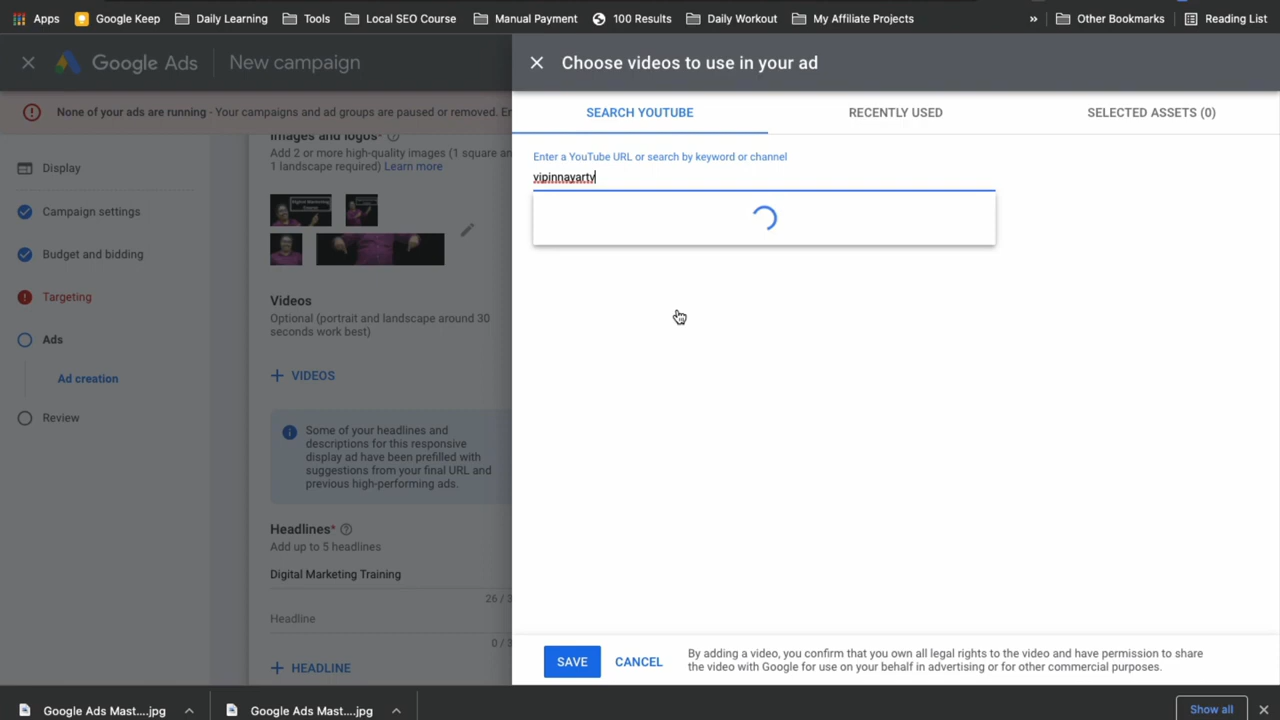 Apps
Google Keep
Daily Learning
Tools
Local SEO Course
Manual Payment
100 Results
Daily Workout
My Affiliate Projects
»
Other Bookmarks
Reading List
Google Ads
New campaign
None of your ads are running - Your campaigns and ad groups are paused or removed. En
Display
Campaign settings
Budget and bidding
Targeting
Ads
Ad creation
Review
Images and logos*
Add 2 or more high-quality images (1 square an
1 landscape required) Learn more
Videos
Optional (portrait and landscape around 30
seconds work best)
+ VIDEOS
Some of your headlines and
descriptions for this responsive
display ad have been prefilled with
suggestions from your final URL and
previous high-performing ads.
Headlines*
Add up to 5 headlines
Digital Marketing Training
26 / 3
Headline
0 / 3
+ HEADLINE
Choose videos to use in your ad
SEARCH YOUTUBE
RECENTLY USED
SELECTED ASSETS (0)
Enter a YouTube URL or search by keyword or channel
vipinnayartv
SAVE
CANCEL
By adding a video, you confirm that you own all legal rights to the video and have permission to share
the video with Google for use on your behalf in advertising or for other commercial purposes.
Google Ads Mast....jpg
Google Ads Mast....jpg
Show all